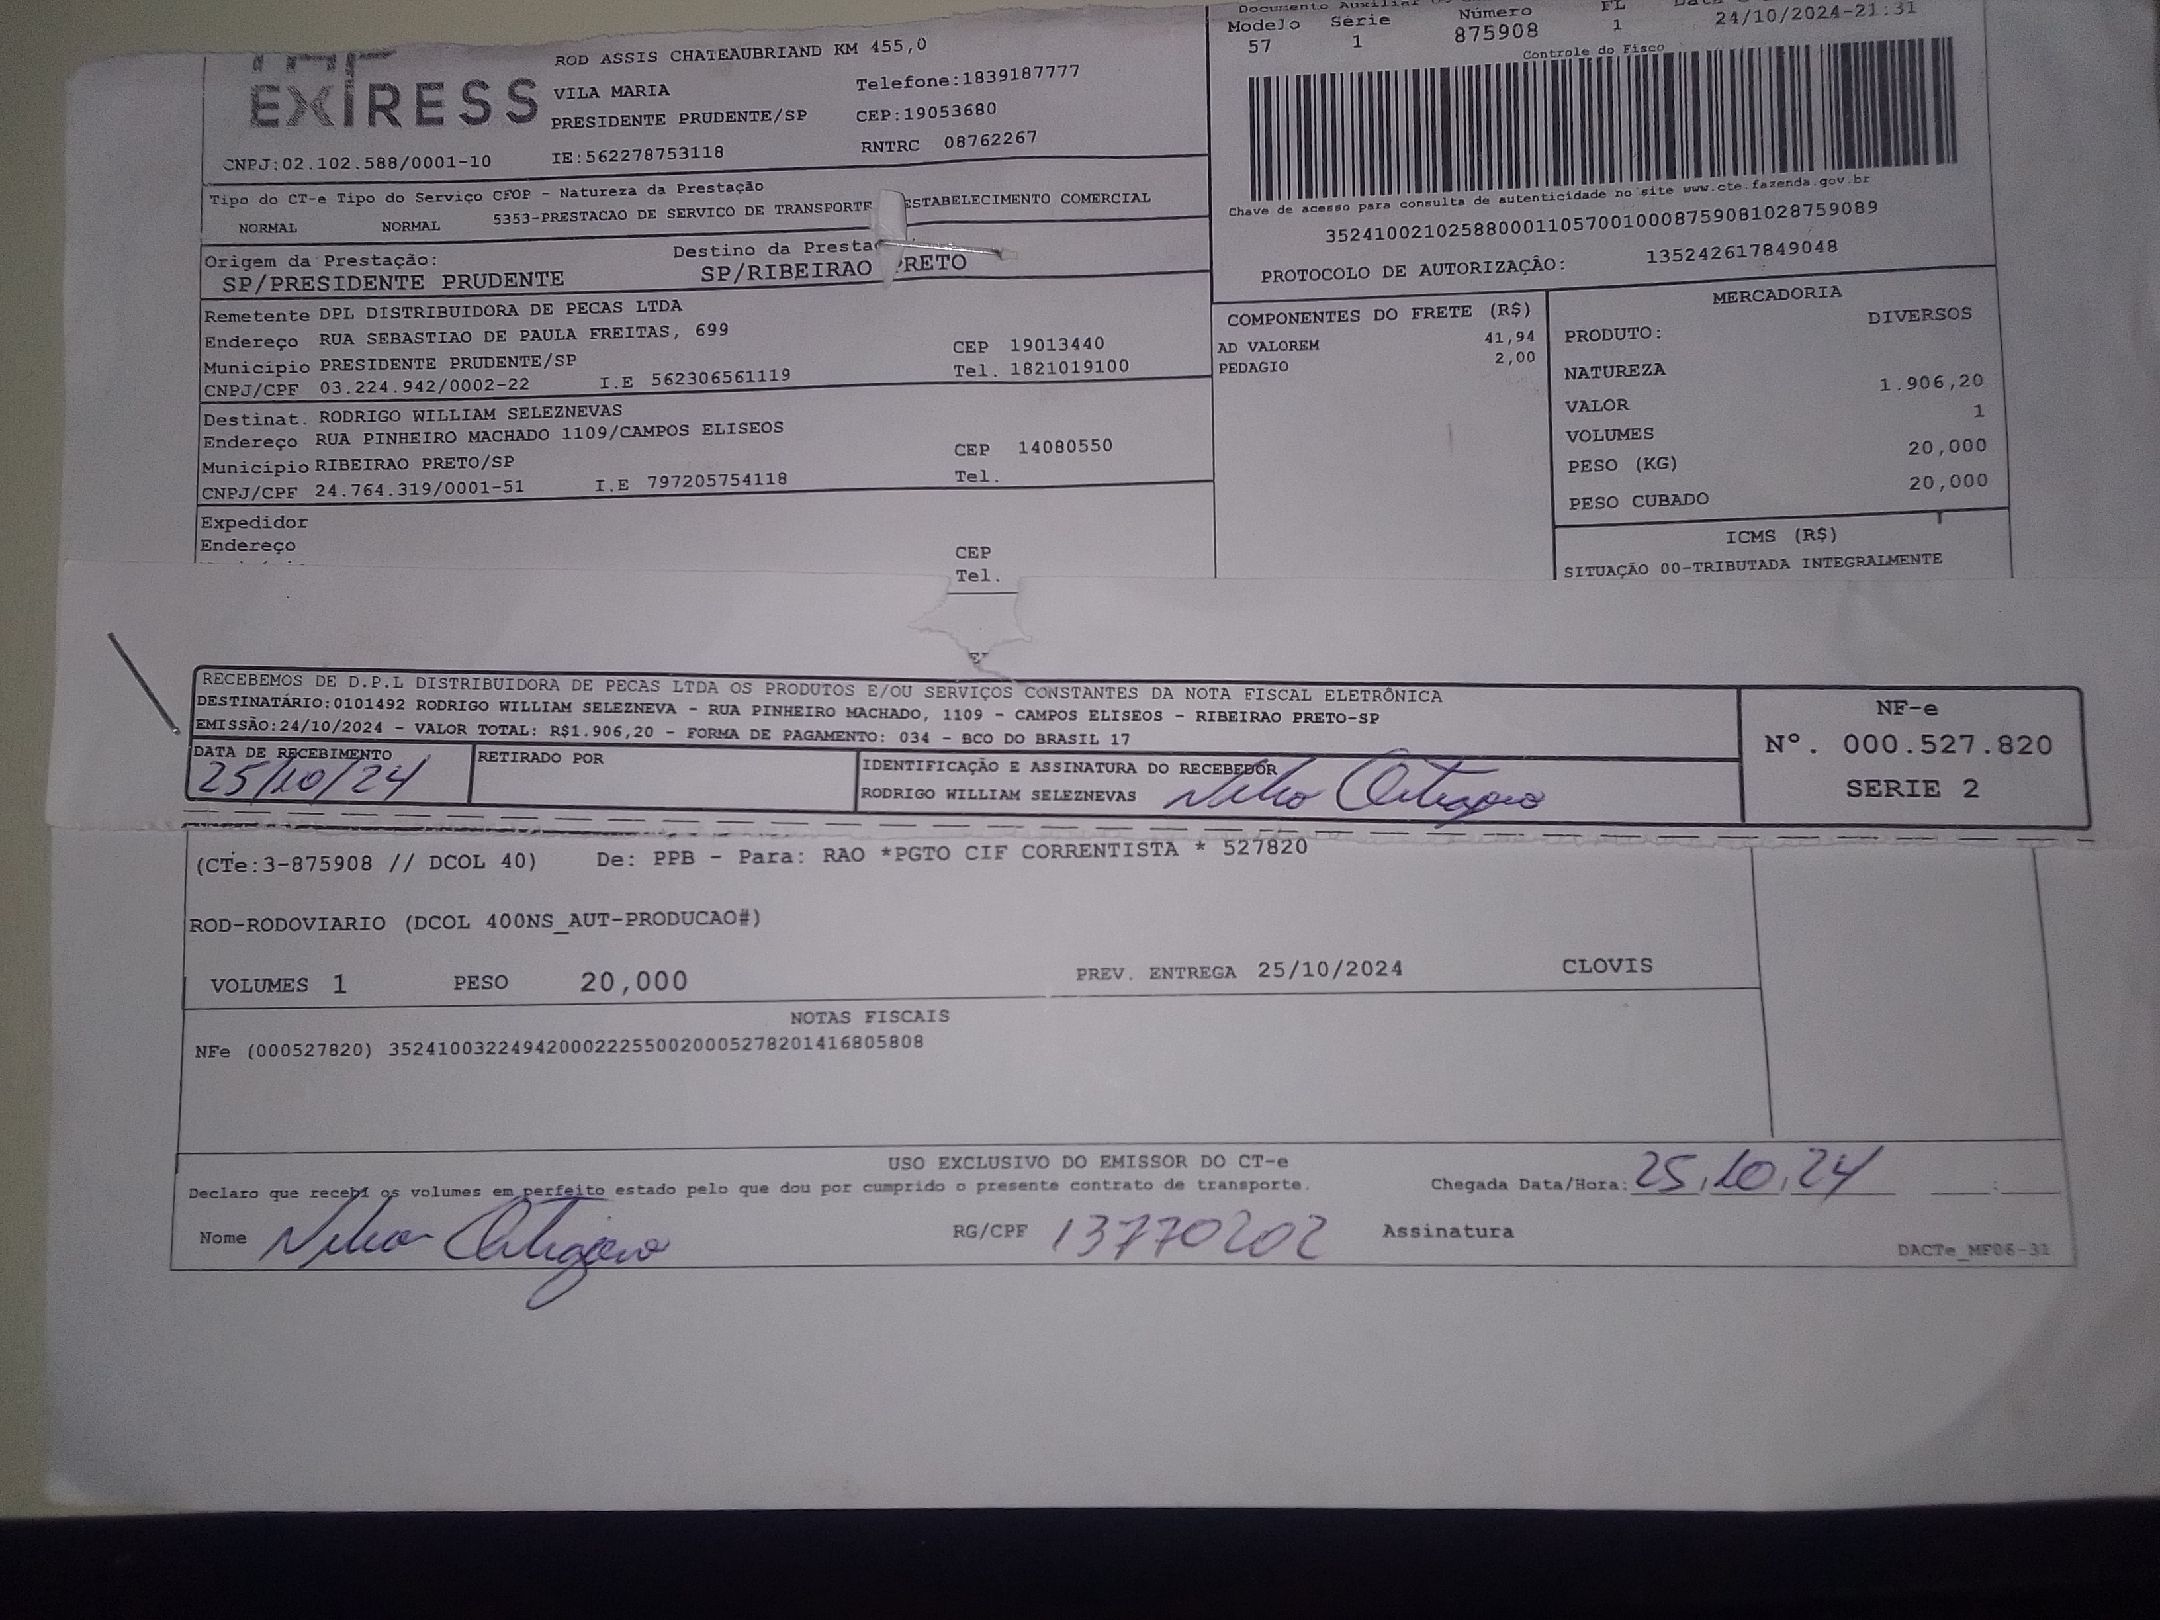 EXIRESS
ROD ASSIS CHATEAUBRIAND KM 455,0
VILA MARIA
Telefone:1839187777
PRESIDENTE PRUDENTE/SP
CEP:19053680
CNPJ:02.102.588/0001-10
IE:562278753118
RNTRC 08762267
Documento Auxiliar
Modelo Série Número FL
57 1 875908 1 24/10/2024-21:31
Controle do Fisco
Chave de acesso para consulta de autenticidade no site www.cte.fazenda.gov.br
35241002102588000110570010008759081028759089
PROTOCOLO DE AUTORIZAÇÃO: 135242617849048
Tipo do CT-e Tipo do Serviço CFOP - Natureza da Prestação
NORMAL NORMAL 5353-PRESTACAO DE SERVICO DE TRANSPORTE ESTABELECIMENTO COMERCIAL
Origem da Prestação: Destino da Presta
SP/PRESIDENTE PRUDENTE SP/RIBEIRAO PRETO
Remetente DPL DISTRIBUIDORA DE PECAS LTDA
Endereço RUA SEBASTIAO DE PAULA FREITAS, 699
CEP 19013440
Município PRESIDENTE PRUDENTE/SP
Tel. 1821019100
CNPJ/CPF 03.224.942/0002-22 I.E 562306561119
Destinat. RODRIGO WILLIAM SELEZNEVAS
Endereço RUA PINHEIRO MACHADO 1109/CAMPOS ELISEOS
CEP 14080550
Município RIBEIRAO PRETO/SP
Tel.
CNPJ/CPF 24.764.319/0001-51 I.E 797205754118
Expedidor
Endereço
CEP
Tel.
COMPONENTES DO FRETE (R$)
AD VALOREM 41,94
PEDAGIO 2,00
MERCADORIA
PRODUTO: DIVERSOS
NATUREZA
VALOR 1.906,20
VOLUMES 1
PESO (KG) 20,000
PESO CUBADO 20,000
ICMS (R$)
SITUAÇÃO 00-TRIBUTADA INTEGRALMENTE
RECEBEMOS DE D.P.L DISTRIBUIDORA DE PECAS LTDA OS PRODUTOS E/OU SERVIÇOS CONSTANTES DA NOTA FISCAL ELETRÔNICA
DESTINATÁRIO:0101492 RODRIGO WILLIAM SELEZNEVA - RUA PINHEIRO MACHADO, 1109 - CAMPOS ELISEOS - RIBEIRAO PRETO-SP
EMISSÃO:24/10/2024 - VALOR TOTAL: R$1.906,20 - FORMA DE PAGAMENTO: 034 - BCO DO BRASIL 17
NF-e
Nº. 000.527.820
SERIE 2
DATA DE RECEBIMENTO
25/10/24
RETIRADO POR
IDENTIFICAÇÃO E ASSINATURA DO RECEBEDOR
RODRIGO WILLIAM SELEZNEVAS
(CTe:3-875908 // DCOL 40) De: PPB - Para: RAO *PGTO CIF CORRENTISTA * 527820
ROD-RODOVIARIO (DCOL 400NS_AUT-PRODUCAO#)
VOLUMES 1 PESO 20,000 PREV. ENTREGA 25/10/2024 CLOVIS
NOTAS FISCAIS
NFe (000527820) 35241003224942000222550020005278201416805808
USO EXCLUSIVO DO EMISSOR DO CT-e
Declaro que recebi os volumes em perfeito estado pelo que dou por cumprido o presente contrato de transporte.
Chegada Data/Hora: 25,10,24 :
Nome
RG/CPF 13770202
Assinatura
DACTe_MF06-31